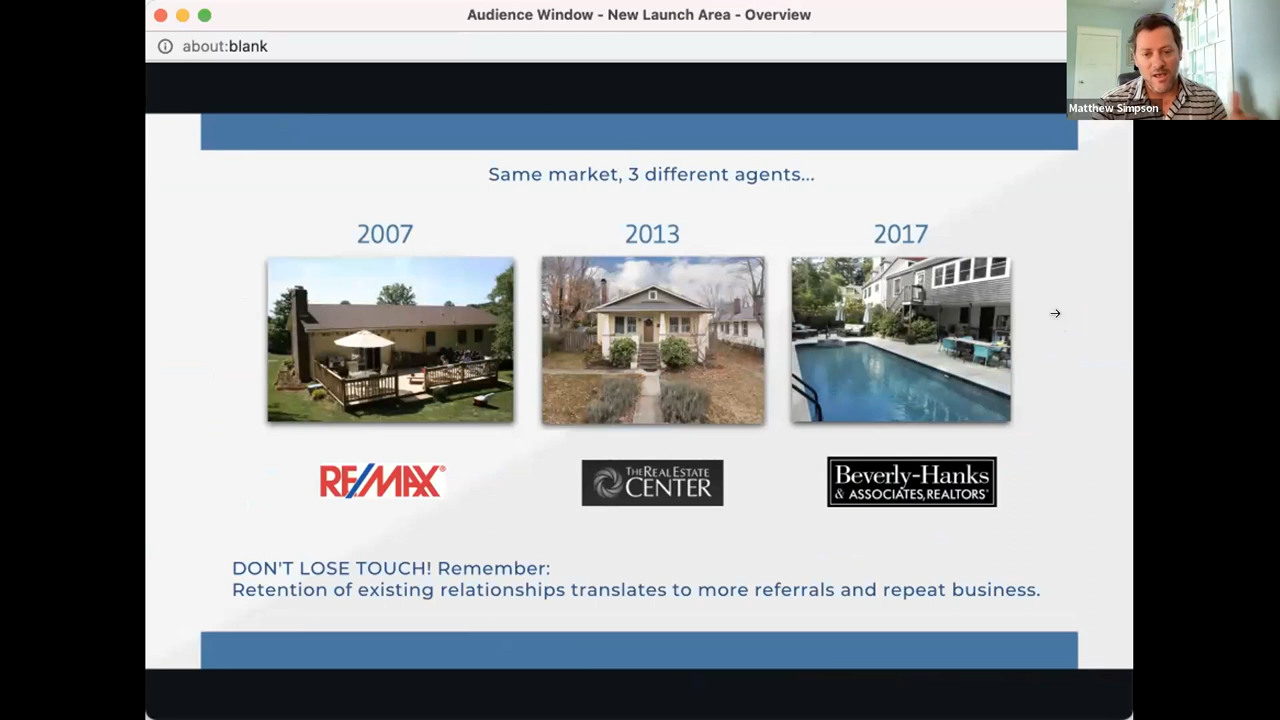 Audience Window - New Launch Area - Overview
about:blank
Matthew Simpson
Same market, 3 different agents...
2007
2013
2017
RE/MAX®
THE REAL ESTATE
CENTER
Beverly-Hanks
& ASSOCIATES, REALTORS®
DON'T LOSE TOUCH! Remember:
Retention of existing relationships translates to more referrals and repeat business.